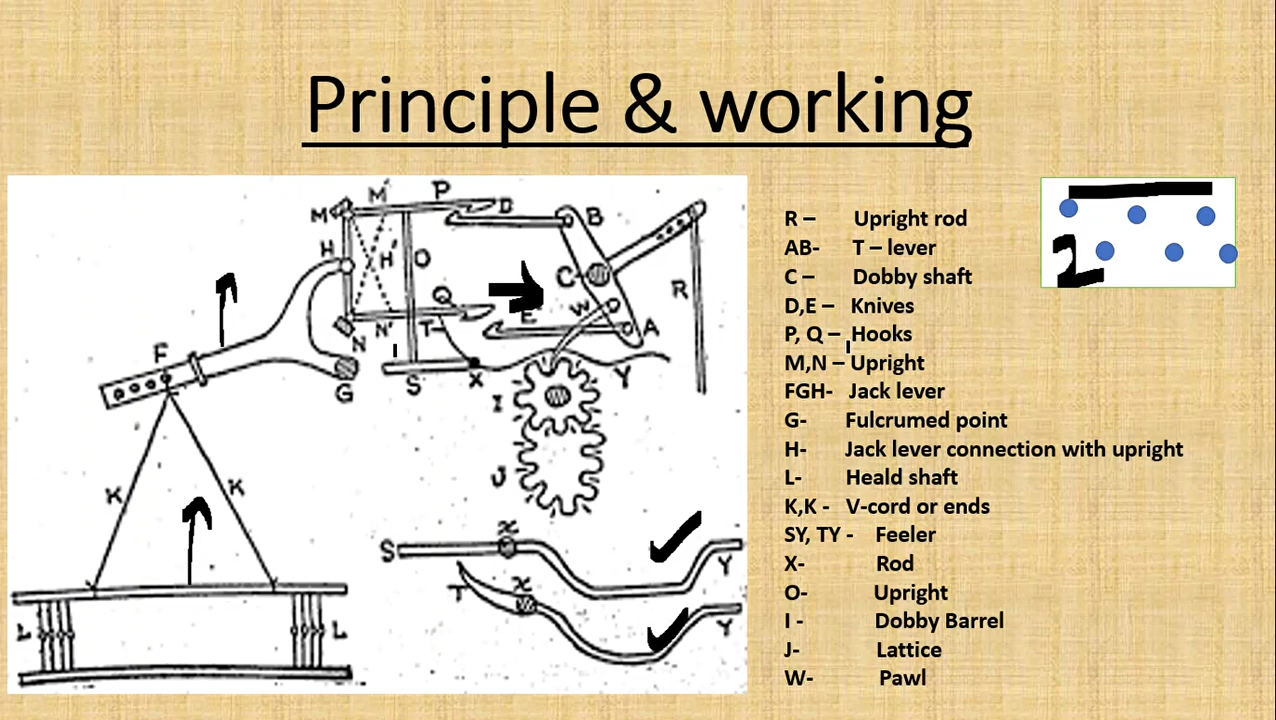 Principle & working
R – Upright rod
AB- T – lever
C – Dobby shaft
D,E – Knives
P, Q – Hooks
M,N – Upright
FGH- Jack lever
G- Fulcrumed point
H- Jack lever connection with upright
L- Heald shaft
K,K - V-cord or ends
SY, TY - Feeler
X- Rod
O- Upright
I - Dobby Barrel
J- Lattice
W- Pawl
2
M M' P D B
H H' O C R
Q E W A
N N' T
F G S X Y
I
J
K K
S x Y
T x Y
L L